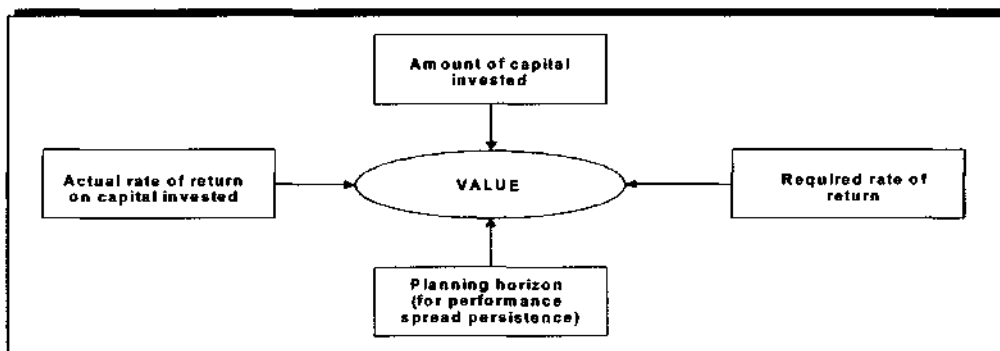 Amount of capital
invested
Actual rate of return
on capital invested
VALUE
Required rate of
return
Planning horizon
(for performance
spread persistence)